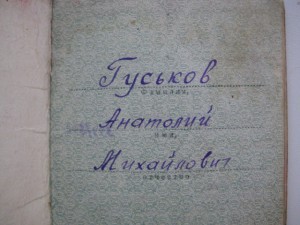 Гуськов
Фамилия,
Анатолий
имя,
Михайлович
отчество